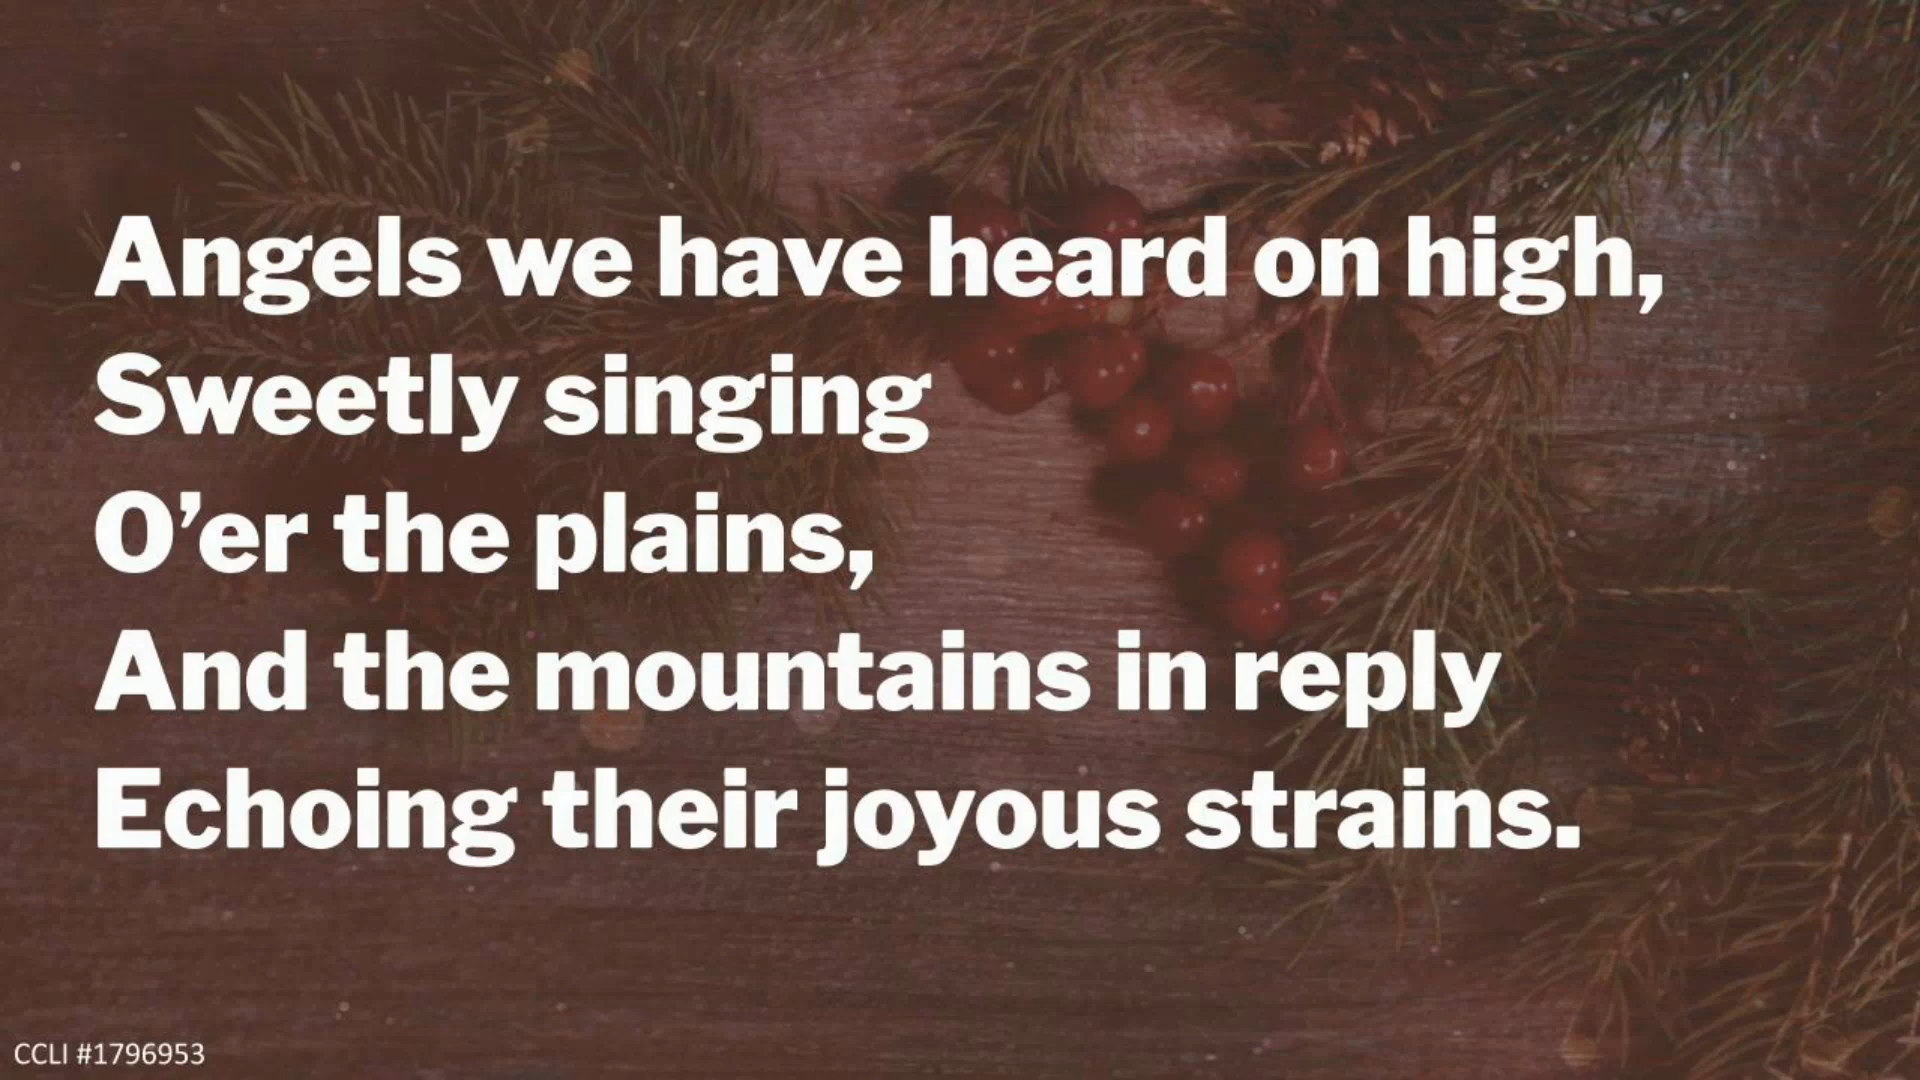 Angels we have heard on high,
Sweetly singing
O’er the plains,
And the mountains in reply
Echoing their joyous strains.
CCLI #1796953